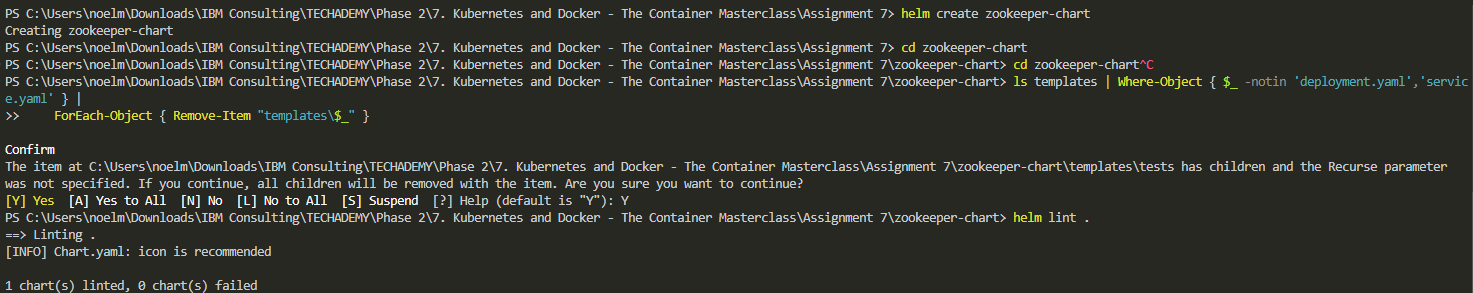 PS C:\Users\noelm\Downloads\IBM Consulting\TECHADEMY\Phase 2\7. Kubernetes and Docker - The Container Masterclass\Assignment 7> helm create zookeeper-chart
Creating zookeeper-chart
PS C:\Users\noelm\Downloads\IBM Consulting\TECHADEMY\Phase 2\7. Kubernetes and Docker - The Container Masterclass\Assignment 7> cd zookeeper-chart
PS C:\Users\noelm\Downloads\IBM Consulting\TECHADEMY\Phase 2\7. Kubernetes and Docker - The Container Masterclass\Assignment 7\zookeeper-chart> cd zookeeper-chart^C
PS C:\Users\noelm\Downloads\IBM Consulting\TECHADEMY\Phase 2\7. Kubernetes and Docker - The Container Masterclass\Assignment 7\zookeeper-chart> ls templates | Where-Object { $_ -notin 'deployment.yaml','servic
e.yaml' } |
>>     ForEach-Object { Remove-Item "templates\$_" }
Confirm
The item at C:\Users\noelm\Downloads\IBM Consulting\TECHADEMY\Phase 2\7. Kubernetes and Docker - The Container Masterclass\Assignment 7\zookeeper-chart\templates\tests has children and the Recurse parameter
was not specified. If you continue, all children will be removed with the item. Are you sure you want to continue?
[Y] Yes  [A] Yes to All  [N] No  [L] No to All  [S] Suspend  [?] Help (default is "Y"): Y
PS C:\Users\noelm\Downloads\IBM Consulting\TECHADEMY\Phase 2\7. Kubernetes and Docker - The Container Masterclass\Assignment 7\zookeeper-chart> helm lint .
==> Linting .
[INFO] Chart.yaml: icon is recommended
1 chart(s) linted, 0 chart(s) failed